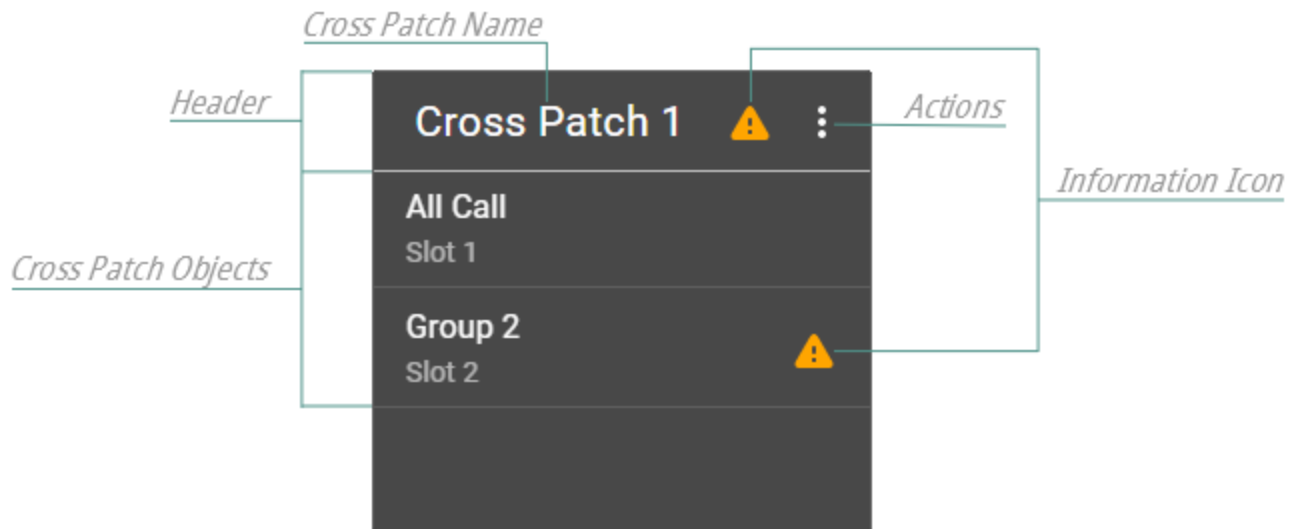 Cross Patch Name
Header
Cross Patch 1
Actions
Information Icon
All Call
Slot 1
Cross Patch Objects
Group 2
Slot 2